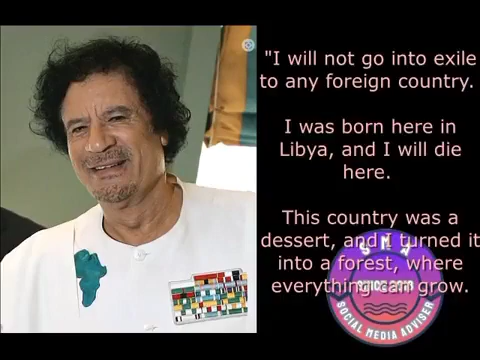 "I will not go into exile
to any foreign country.
I was born here in
Libya, and I will die
here.
This country was a
dessert, and I turned it
into a forest, where
everything can grow.
SOCIAL MEDIA ADVISER